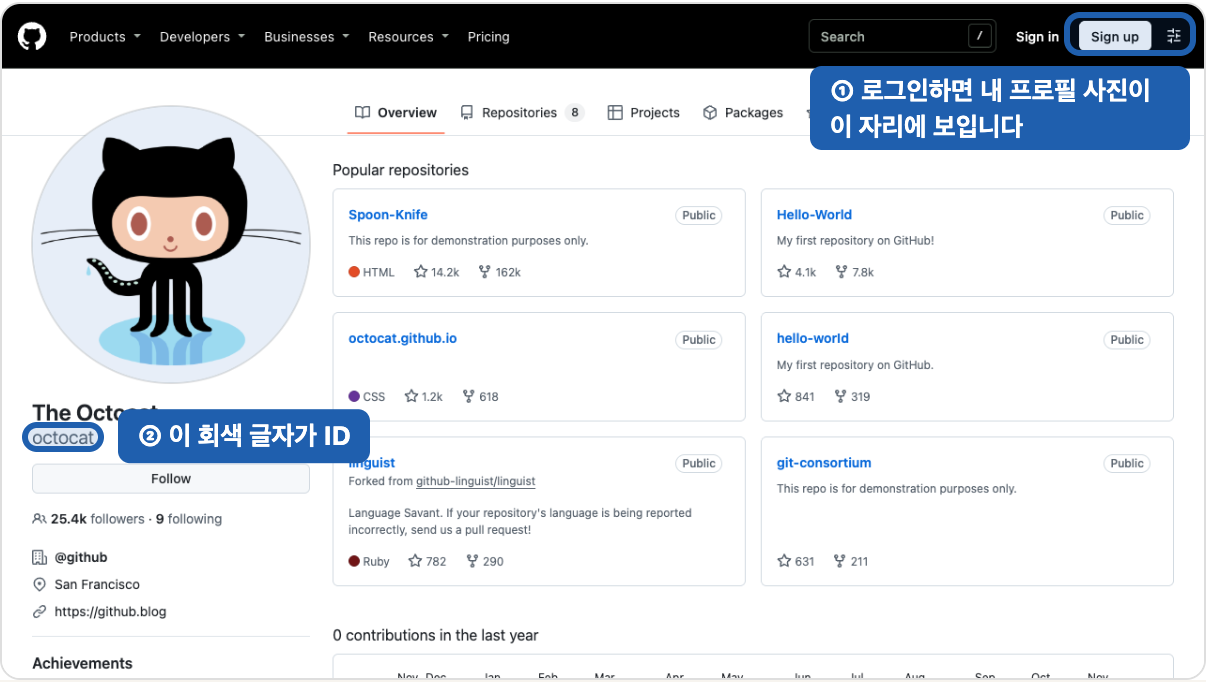 Products Developers Businesses Resources Pricing Search / Sign in Sign up
① 로그인하면 내 프로필 사진이
이 자리에 보입니다
Overview Repositories 8 Projects Packages
Popular repositories
Spoon-Knife Public
This repo is for demonstration purposes only.
HTML 14.2k 162k
Hello-World Public
My first repository on GitHub!
4.1k 7.8k
octocat.github.io Public
CSS 1.2k 618
hello-world Public
My first repository on GitHub.
841 319
linguist Public
Forked from github-linguist/linguist
Language Savant. If your repository's language is being reported
incorrectly, send us a pull request!
Ruby 782 290
git-consortium Public
This repo is for demonstration purposes only.
631 211
The Octocat
octocat
② 이 회색 글자가 ID
Follow
25.4k followers · 9 following
@github
San Francisco
https://github.blog
Achievements
0 contributions in the last year
Nov Dec Jan Feb Mar Apr May Jun Jul Aug Sep Oct Nov